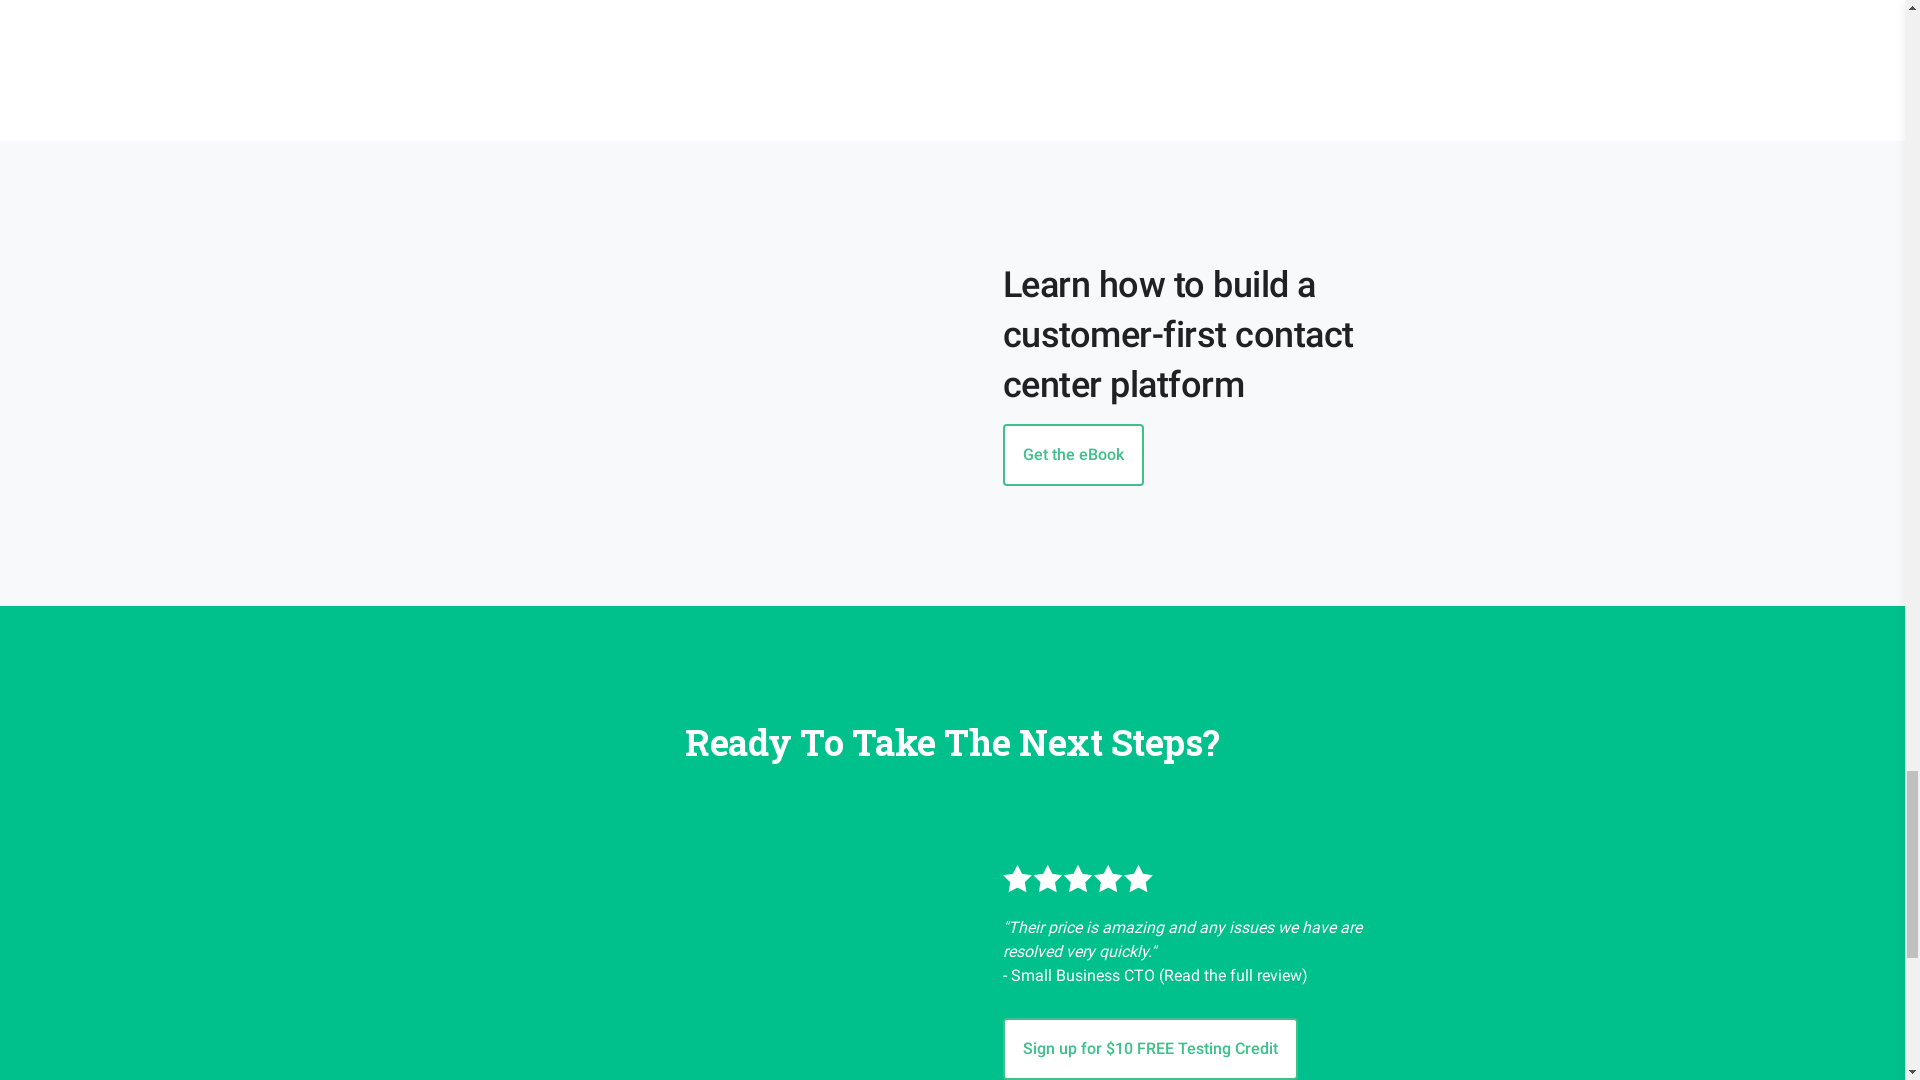 Learn how to build a
customer-first contact
center platform
Get the eBook
Ready To Take The Next Steps?
"Their price is amazing and any issues we have are
resolved very quickly."
- Small Business CTO (Read the full review)
Sign up for $10 FREE Testing Credit